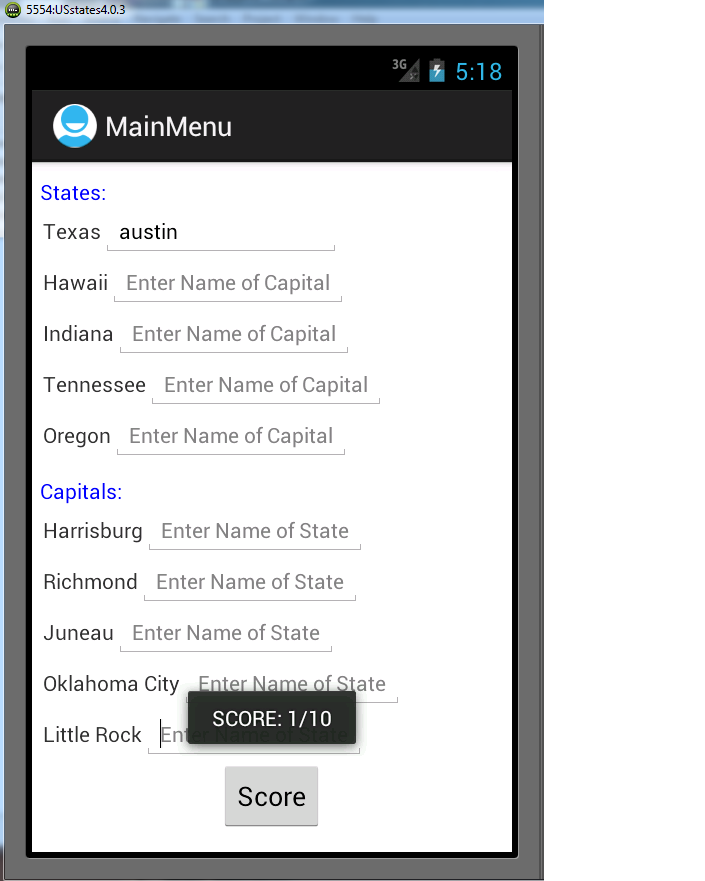 5554:USstates4.0.3
3G 5:18
MainMenu
States:
Texas austin
Hawaii Enter Name of Capital
Indiana Enter Name of Capital
Tennessee Enter Name of Capital
Oregon Enter Name of Capital
Capitals:
Harrisburg Enter Name of State
Richmond Enter Name of State
Juneau Enter Name of State
Oklahoma City Enter Name of State
SCORE: 1/10
Little Rock Enter Name of State
Score